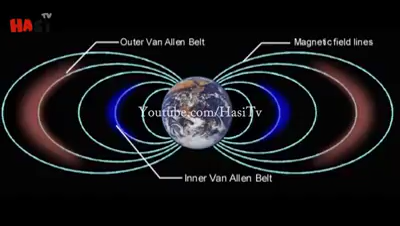 HASI TV
Outer Van Allen Belt
Magnetic field lines
Youtube.com/HasiTv
Inner Van Allen Belt